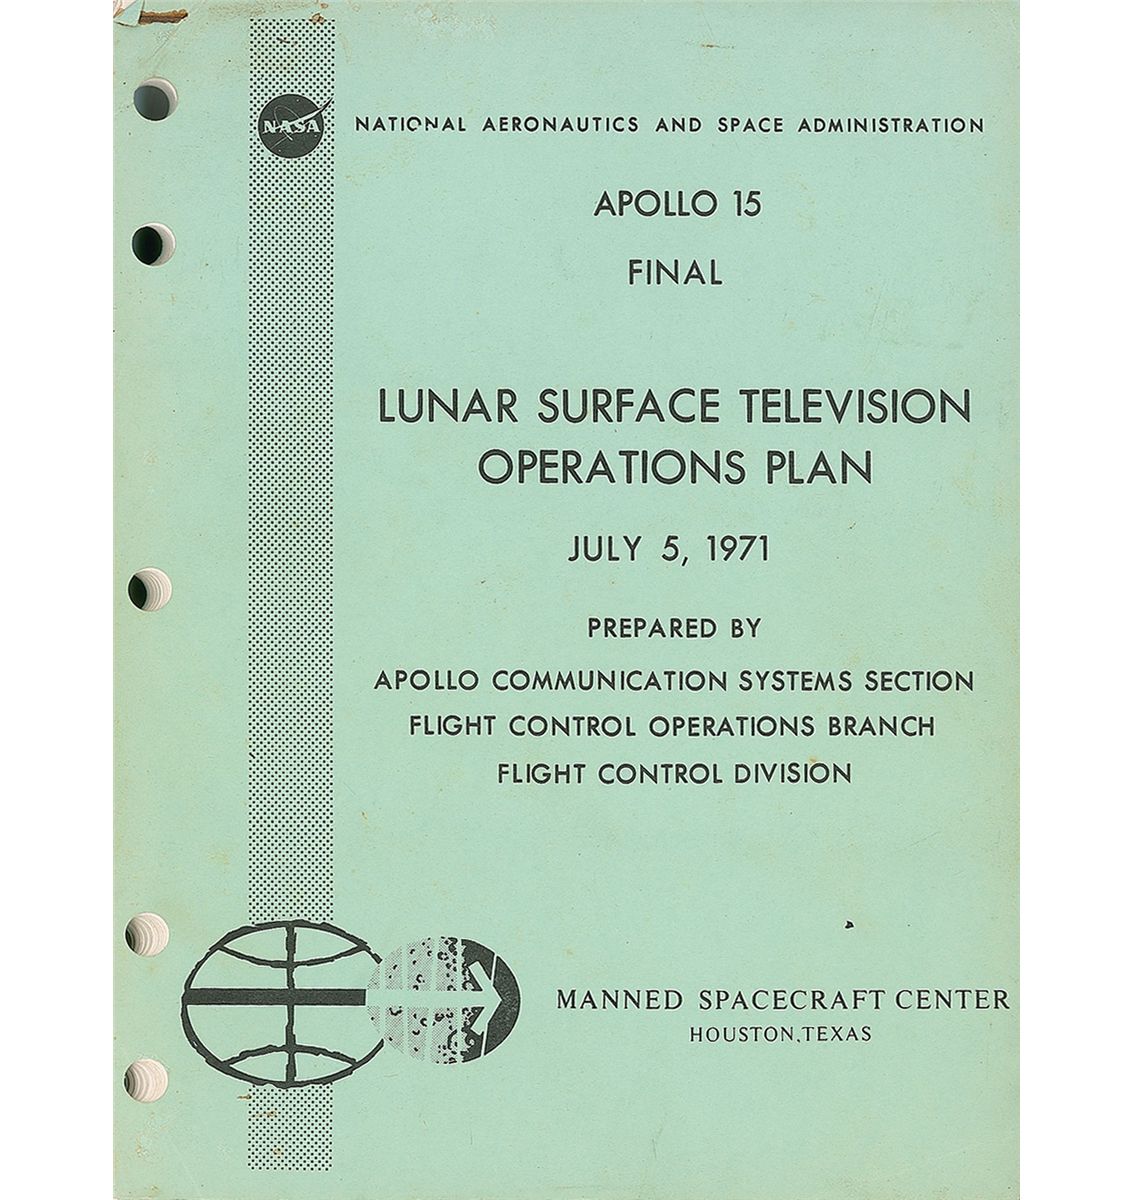 NASA
NATIONAL AERONAUTICS AND SPACE ADMINISTRATION
APOLLO 15
FINAL
LUNAR SURFACE TELEVISION
OPERATIONS PLAN
JULY 5, 1971
PREPARED BY
APOLLO COMMUNICATION SYSTEMS SECTION
FLIGHT CONTROL OPERATIONS BRANCH
FLIGHT CONTROL DIVISION
MANNED SPACECRAFT CENTER
HOUSTON, TEXAS